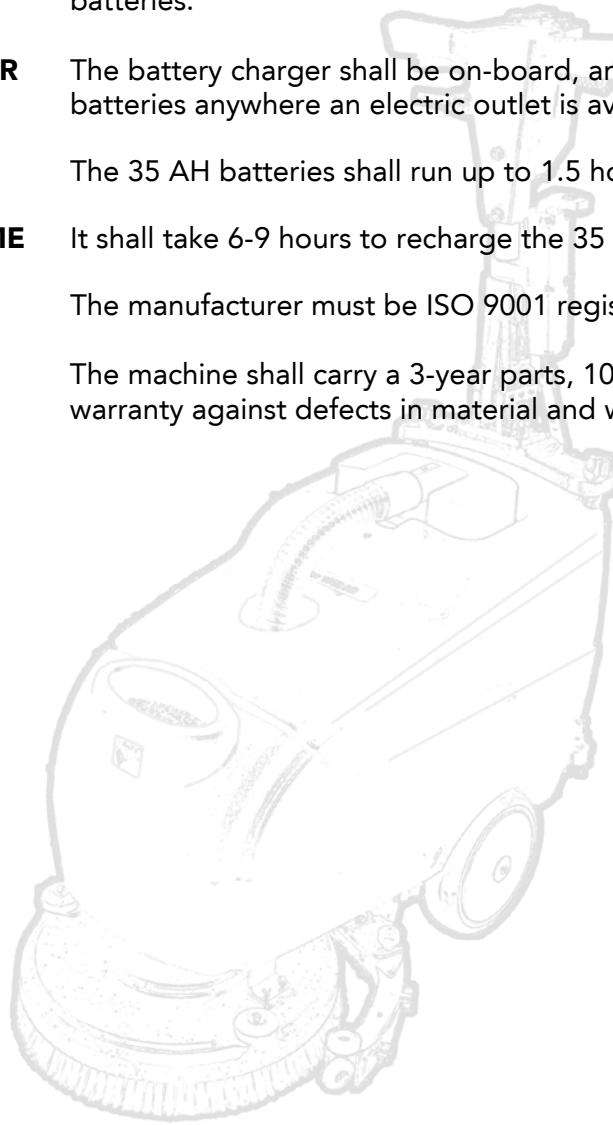 batteries.
R The battery charger shall be on-board, an
batteries anywhere an electric outlet is av
The 35 AH batteries shall run up to 1.5 ho
ME It shall take 6-9 hours to recharge the 35
The manufacturer must be ISO 9001 regis
The machine shall carry a 3-year parts, 10
warranty against defects in material and w